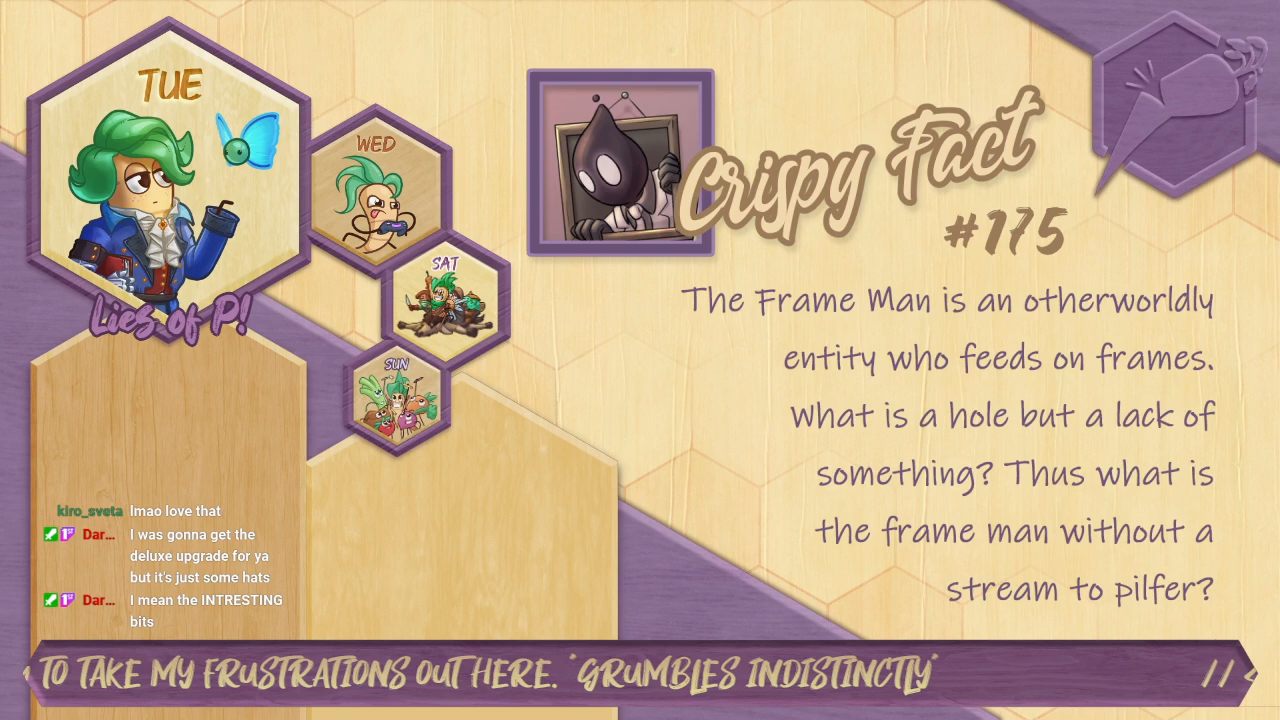 TUE
WED
SAT
SUN
Lies of P!
Crispy Fact
#175
The Frame Man is an otherworldly
entity who feeds on frames.
What is a hole but a lack of
something? Thus what is
the frame man without a
stream to pilfer?
kiro_sveta lmao love that
Dar... I was gonna get the
deluxe upgrade for ya
but it's just some hats
Dar... I mean the INTRESTING
bits
TO TAKE MY FRUSTRATIONS OUT HERE. *GRUMBLES INDISTINCTLY* //